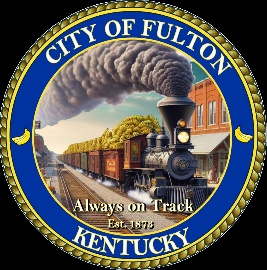 CITY OF FULTON
Always on Track
Est. 1873
KENTUCKY